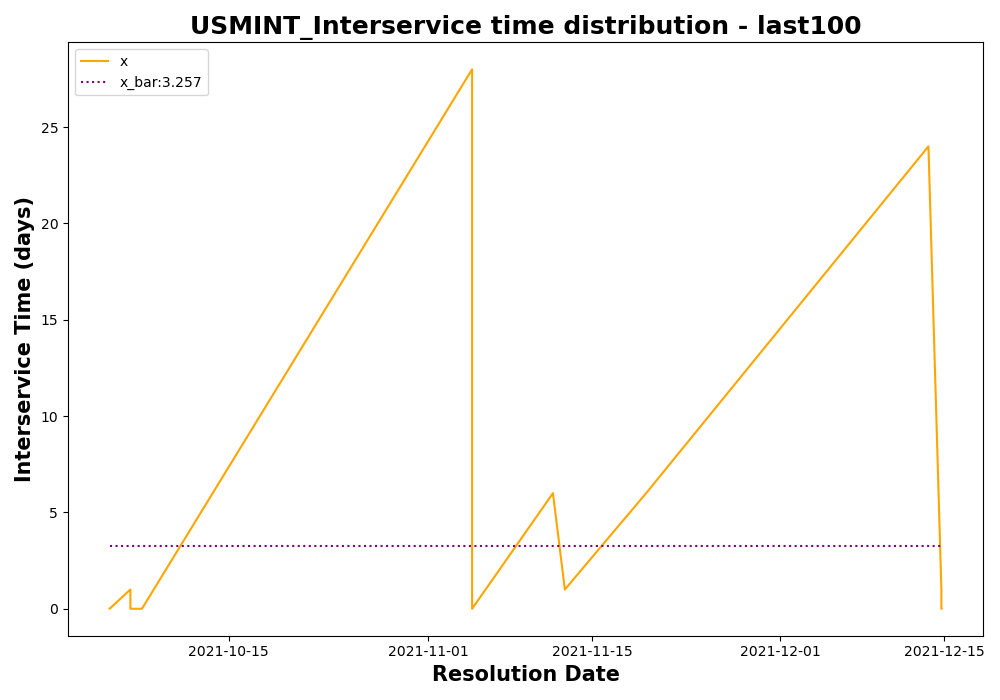 USMINT_Interservice time distribution - last100
x
x_bar:3.257
Interservice Time (days)
25
20
15
10
5
0
2021-10-15
2021-11-01
2021-11-15
2021-12-01
2021-12-15
Resolution Date